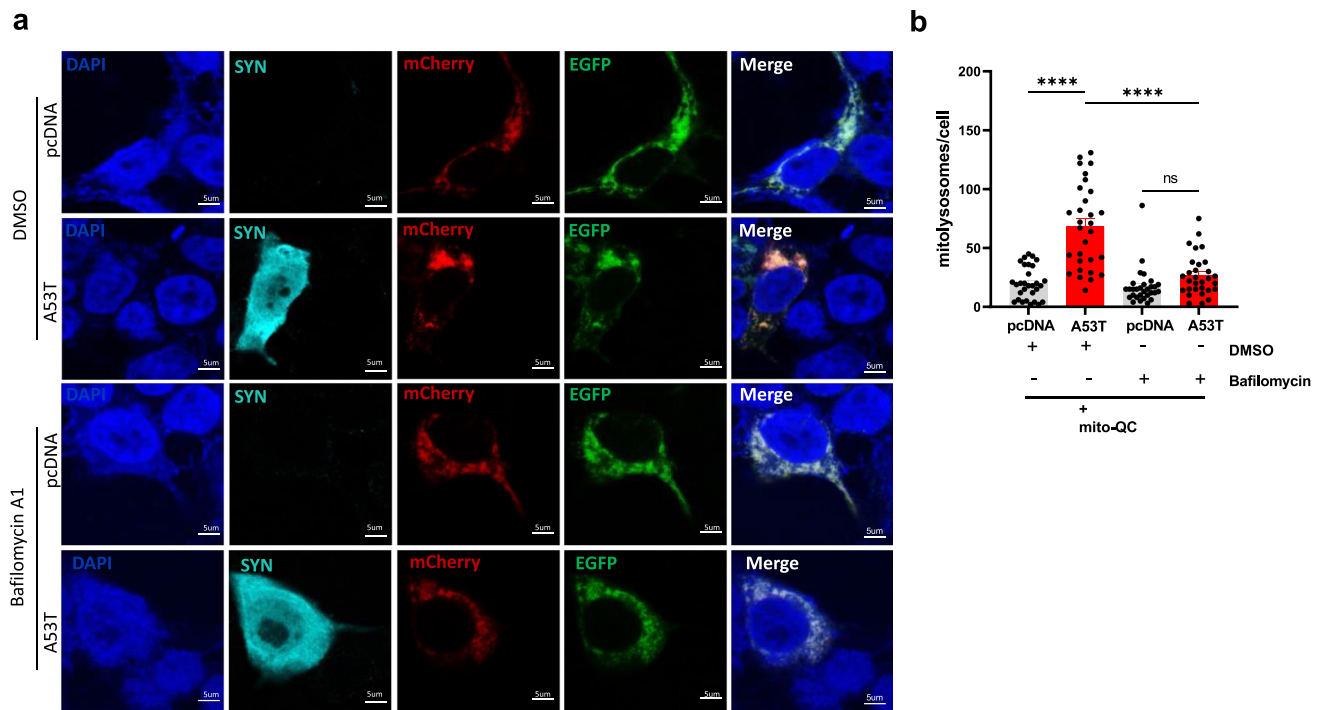 a
DAPI SYN mCherry EGFP Merge
5um 5um 5um 5um 5um
DMSO
pcDNA
DAPI SYN mCherry EGFP Merge
5um 5um 5um 5um 5um
A53T
DAPI SYN mCherry EGFP Merge
5um 5um 5um 5um 5um
Bafilomycin A1
pcDNA
DAPI SYN mCherry EGFP Merge
5um 5um 5um 5um 5um
A53T
b
mitolysosomes/cell
200
150
100
50
0
**** ****
ns
pcDNA A53T pcDNA A53T
+ + - - DMSO
- - + + Bafilomycin
+
mito-QC